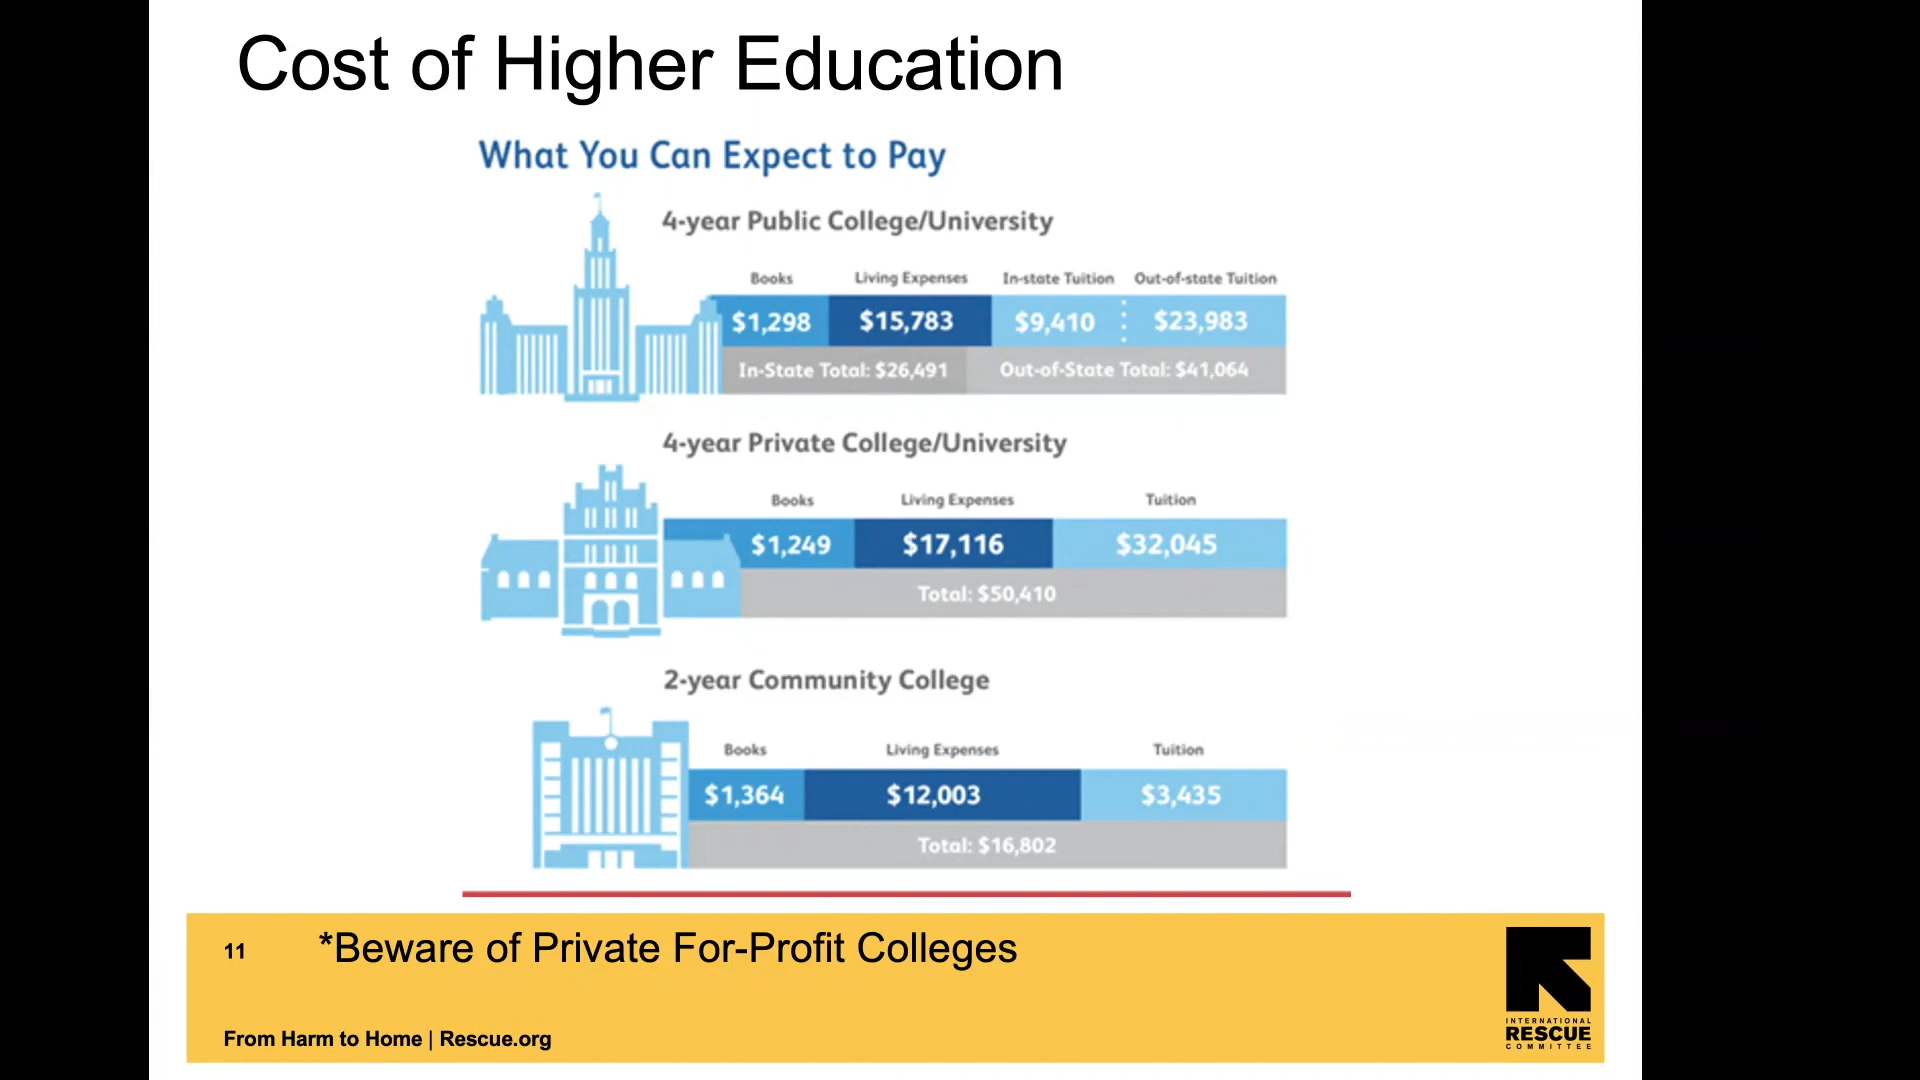 Cost of Higher Education
What You Can Expect to Pay
4-year Public College/University
Books Living Expenses In-state Tuition Out-of-state Tuition
$1,298 $15,783 $9,410 $23,983
In-State Total: $26,491 Out-of-State Total: $41,064
4-year Private College/University
Books Living Expenses Tuition
$1,249 $17,116 $32,045
Total: $50,410
2-year Community College
Books Living Expenses Tuition
$1,364 $12,003 $3,435
Total: $16,802
11 *Beware of Private For-Profit Colleges
From Harm to Home | Rescue.org
INTERNATIONAL
RESCUE
COMMITTEE